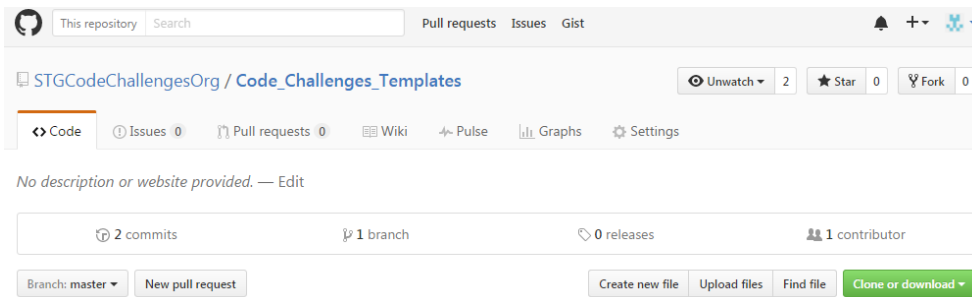 This repository Search Pull requests Issues Gist
STGCodeChallengesOrg / Code_Challenges_Templates Unwatch 2 Star 0 Fork 0
Code Issues 0 Pull requests 0 Wiki Pulse Graphs Settings
No description or website provided. — Edit
2 commits 1 branch 0 releases 1 contributor
Branch: master New pull request Create new file Upload files Find file Clone or download